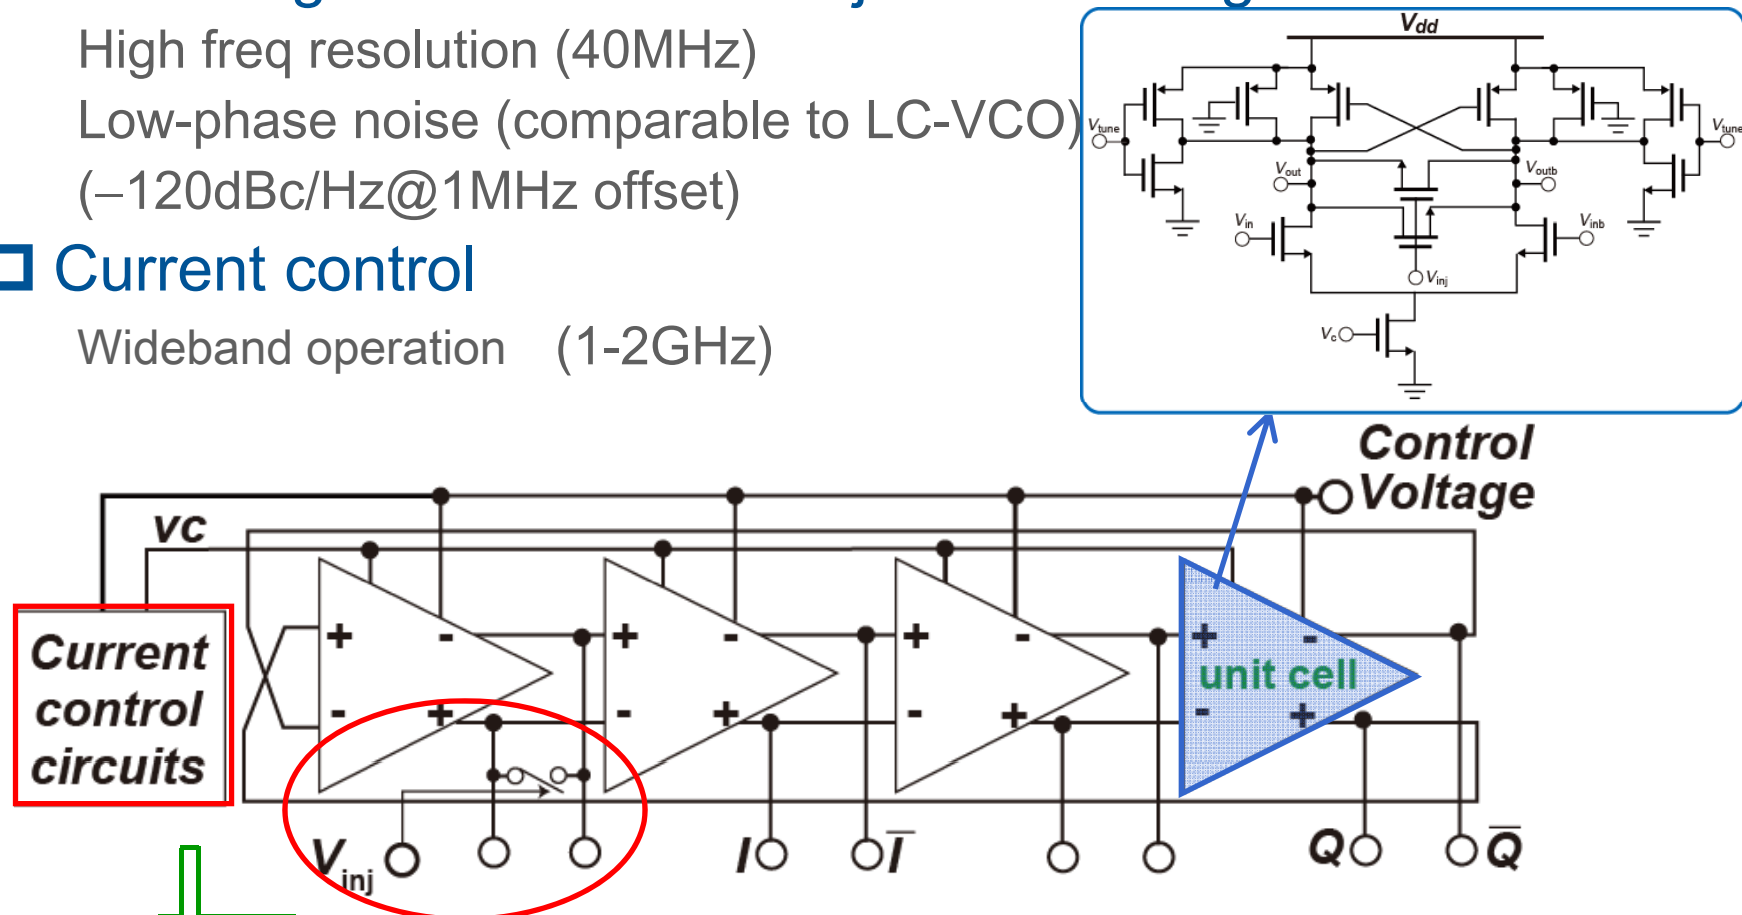 High freq resolution (40MHz)
Low-phase noise (comparable to LC-VCO)
(–120dBc/Hz@1MHz offset)
Current control
Wideband operation (1-2GHz)
Vdd
Vtune
Vtune
Vout
Voutb
Vin
Vinb
Vinj
Vc
Control
Voltage
vc
Current
control
circuits
+ - + - + - + -
unit cell
- + - + - + - +
Vinj
I
I̅
Q
Q̅